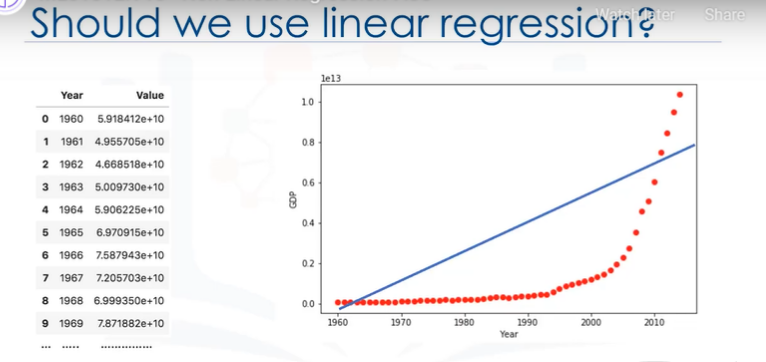 Should we use linear regression?
Watch later
Share
Year Value
0 1960 5.918412e+10
1 1961 4.955705e+10
2 1962 4.668518e+10
3 1963 5.009730e+10
4 1964 5.906225e+10
5 1965 6.970915e+10
6 1966 7.587943e+10
7 1967 7.205703e+10
8 1968 6.999350e+10
9 1969 7.871882e+10
... ..... ...............
1e13
1.0
0.8
0.6
0.4
0.2
0.0
GDP
1960 1970 1980 1990 2000 2010
Year